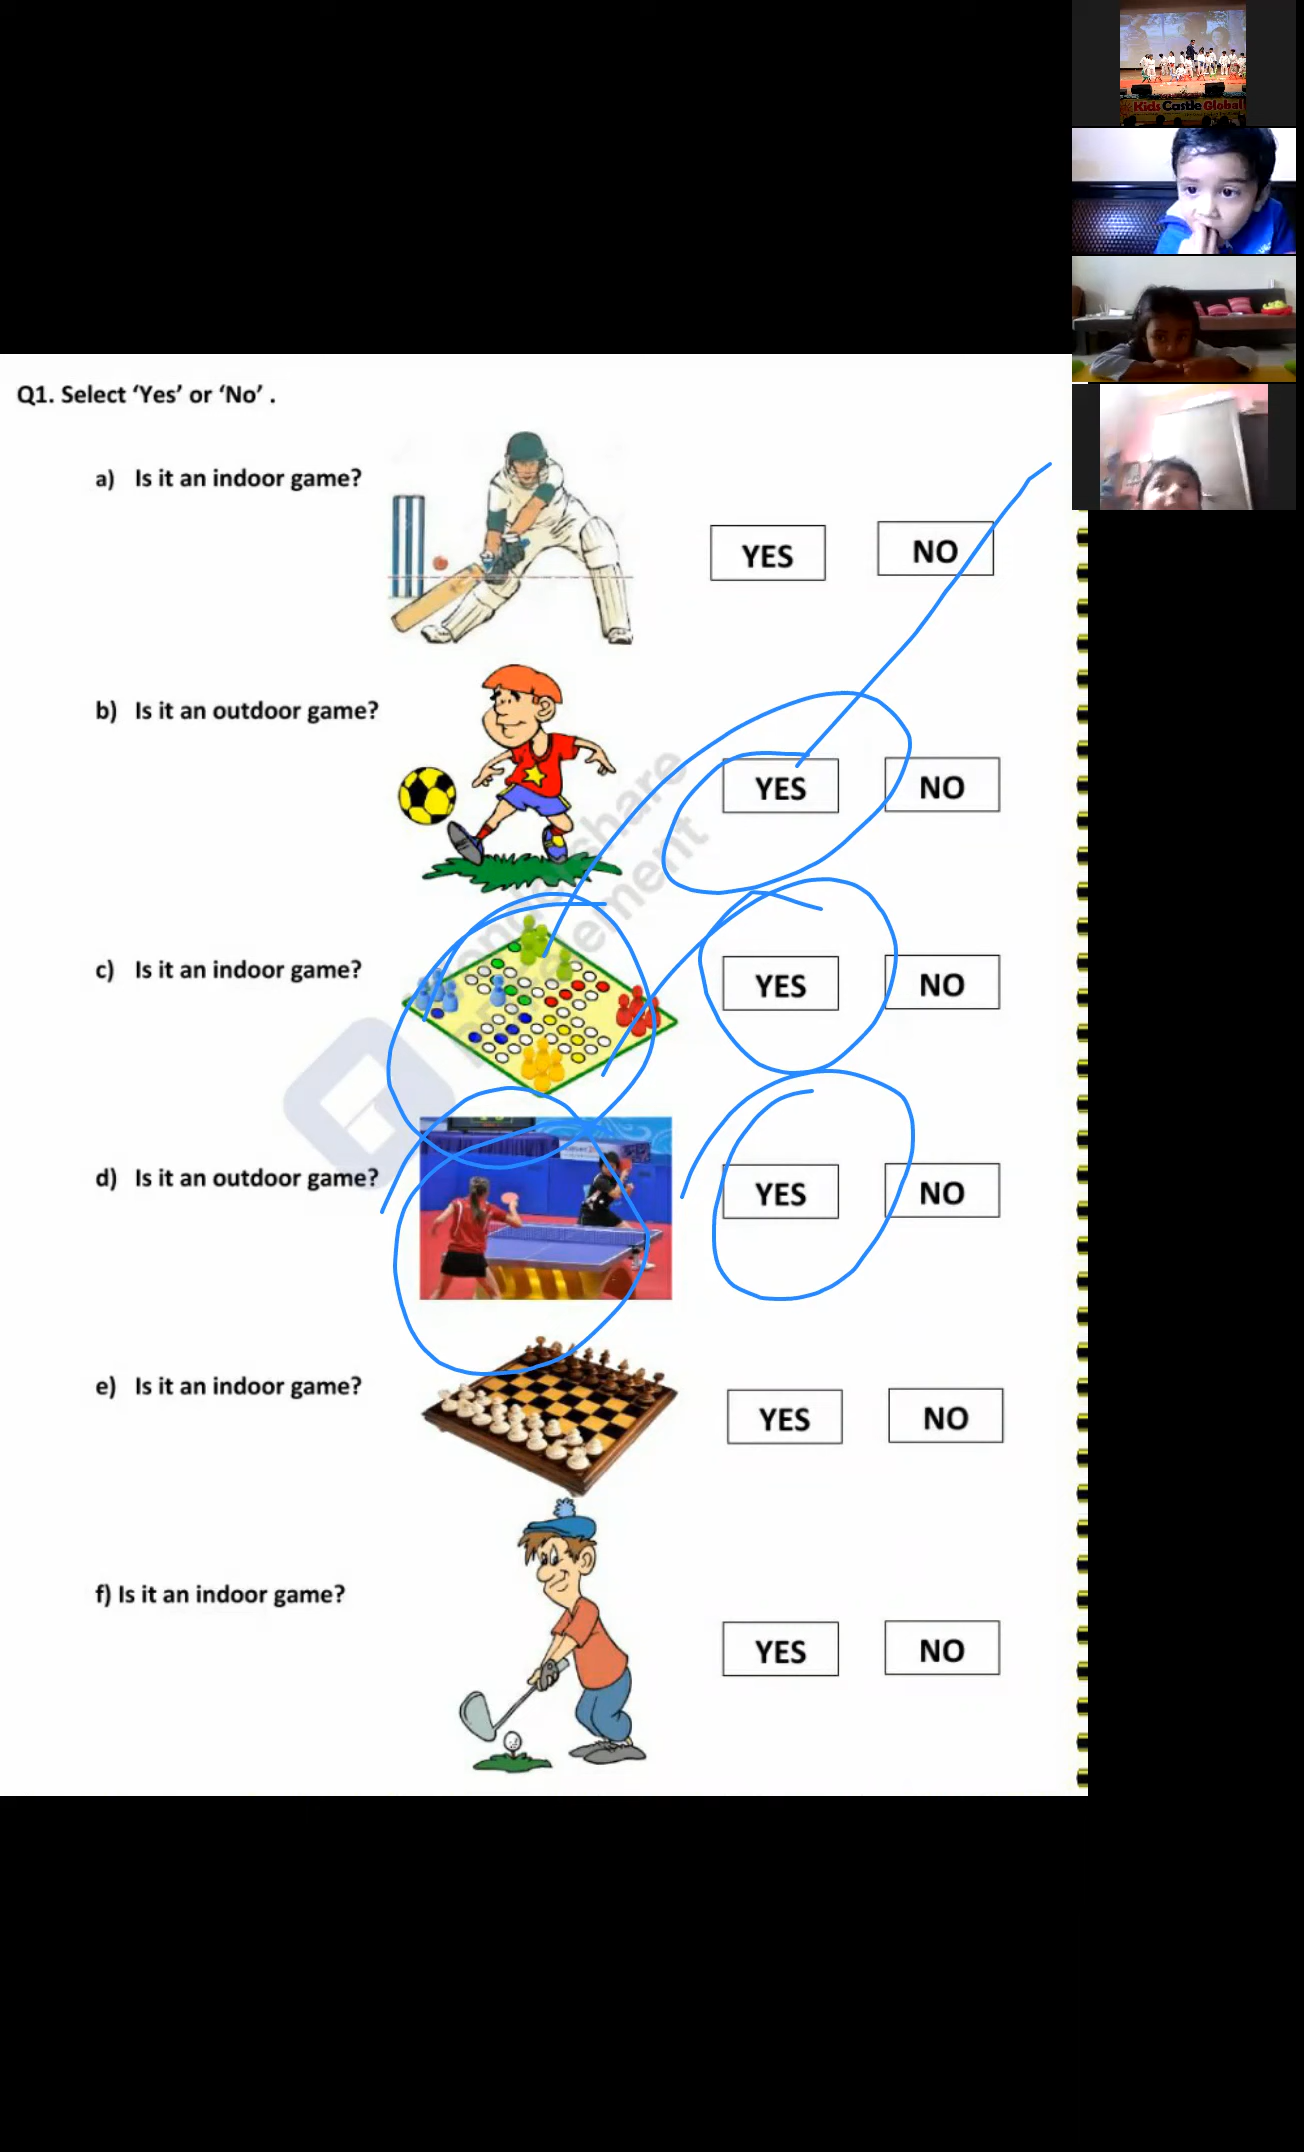 Kids Castle Global
Q1. Select ‘Yes’ or ‘No’ .
a) Is it an indoor game?
YES NO
b) Is it an outdoor game?
YES NO
c) Is it an indoor game?
YES NO
d) Is it an outdoor game?
YES NO
e) Is it an indoor game?
YES NO
f) Is it an indoor game?
YES NO